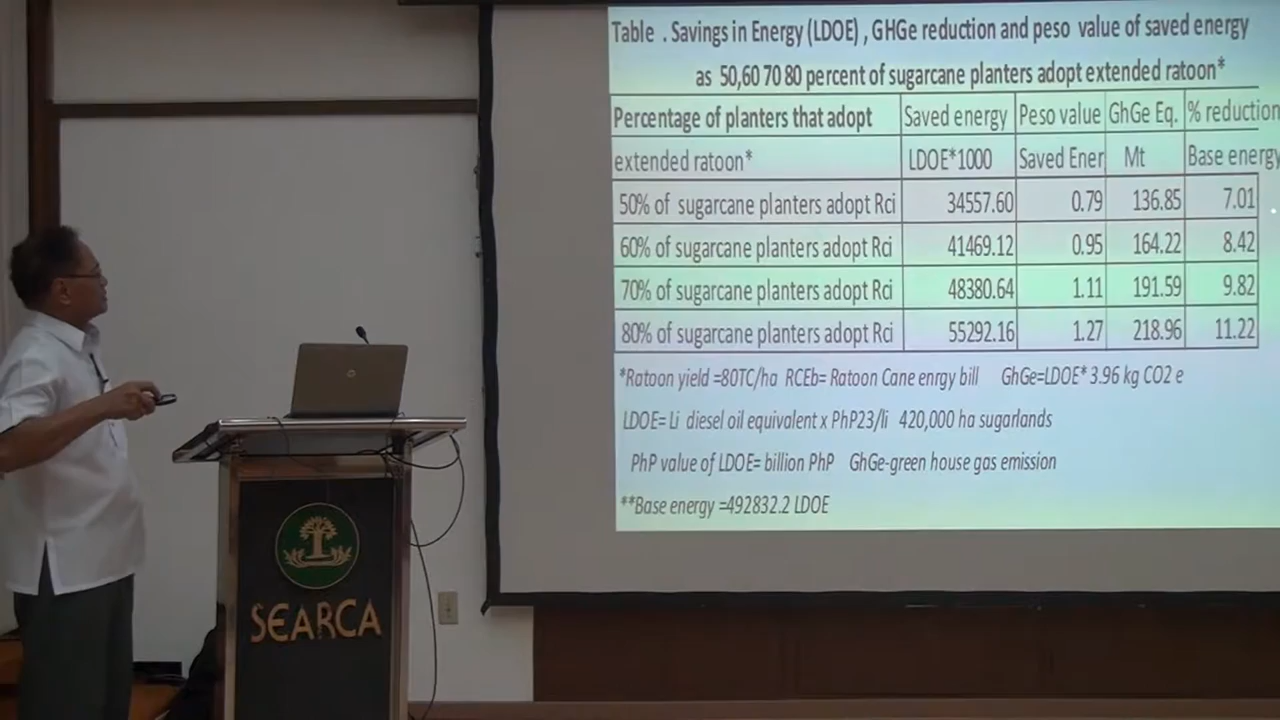 Table . Savings in Energy (LDOE) , GHGe reduction and peso value of saved energy
as 50,60 70 80 percent of sugarcane planters adopt extended ratoon*
Percentage of planters that adopt Saved energy Peso value GhGe Eq. % reduction
extended ratoon* LDOE*1000 Saved Ener Mt Base energy
50% of sugarcane planters adopt Rci 34557.60 0.79 136.85 7.01
60% of sugarcane planters adopt Rci 41469.12 0.95 164.22 8.42
70% of sugarcane planters adopt Rci 48380.64 1.11 191.59 9.82
80% of sugarcane planters adopt Rci 55292.16 1.27 218.96 11.22
*Ratoon yield =80TC/ha RCEb= Ratoon Cane enrgy bill GhGe=LDOE* 3.96 kg CO2 e
LDOE= Li diesel oil equivalent x PhP23/li 420,000 ha sugarlands
PhP value of LDOE= billion PhP GhGe-green house gas emission
**Base energy =492832.2 LDOE
SEARCA